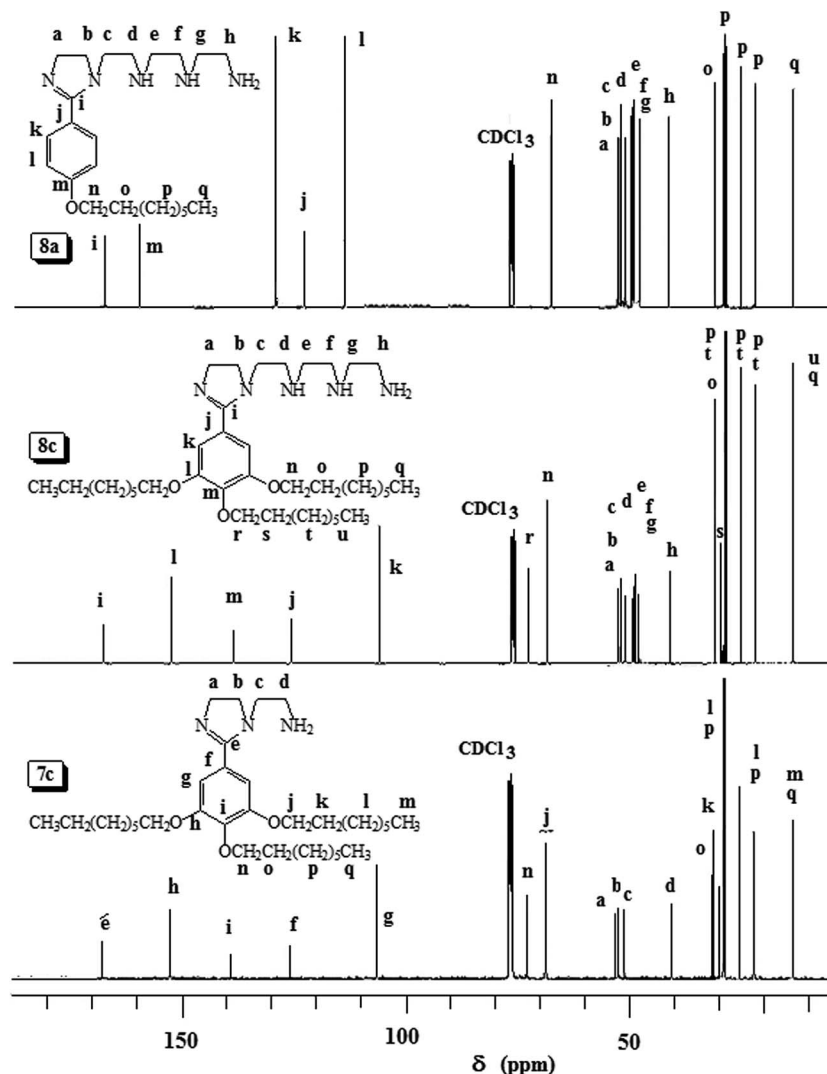 a b c d e f g h
N N NH NH NH2
j i
k
l
m n o p q
OCH2CH2(CH2)5CH3
8a
i m k j l CDCl3 n a b c d e f g h o p p p q
a b c d e f g h
N N NH NH NH2
j i
k
8c
l n o p q
CH3CH2(CH2)5CH2O m OCH2CH2(CH2)5CH3
OCH2CH2(CH2)5CH3
r s t u
i l m j k CDCl3 r n a b c d e f g h s o p t p t p t u q
a b c d
N N NH2
f e
7c
g
j k l m
CH3CH2(CH2)5CH2O h i OCH2CH2(CH2)5CH3
OCH2CH2(CH2)5CH3
n o p q
e h i f g CDCl3 n j a b c d o k l p l p m q
150 100 50
δ (ppm)